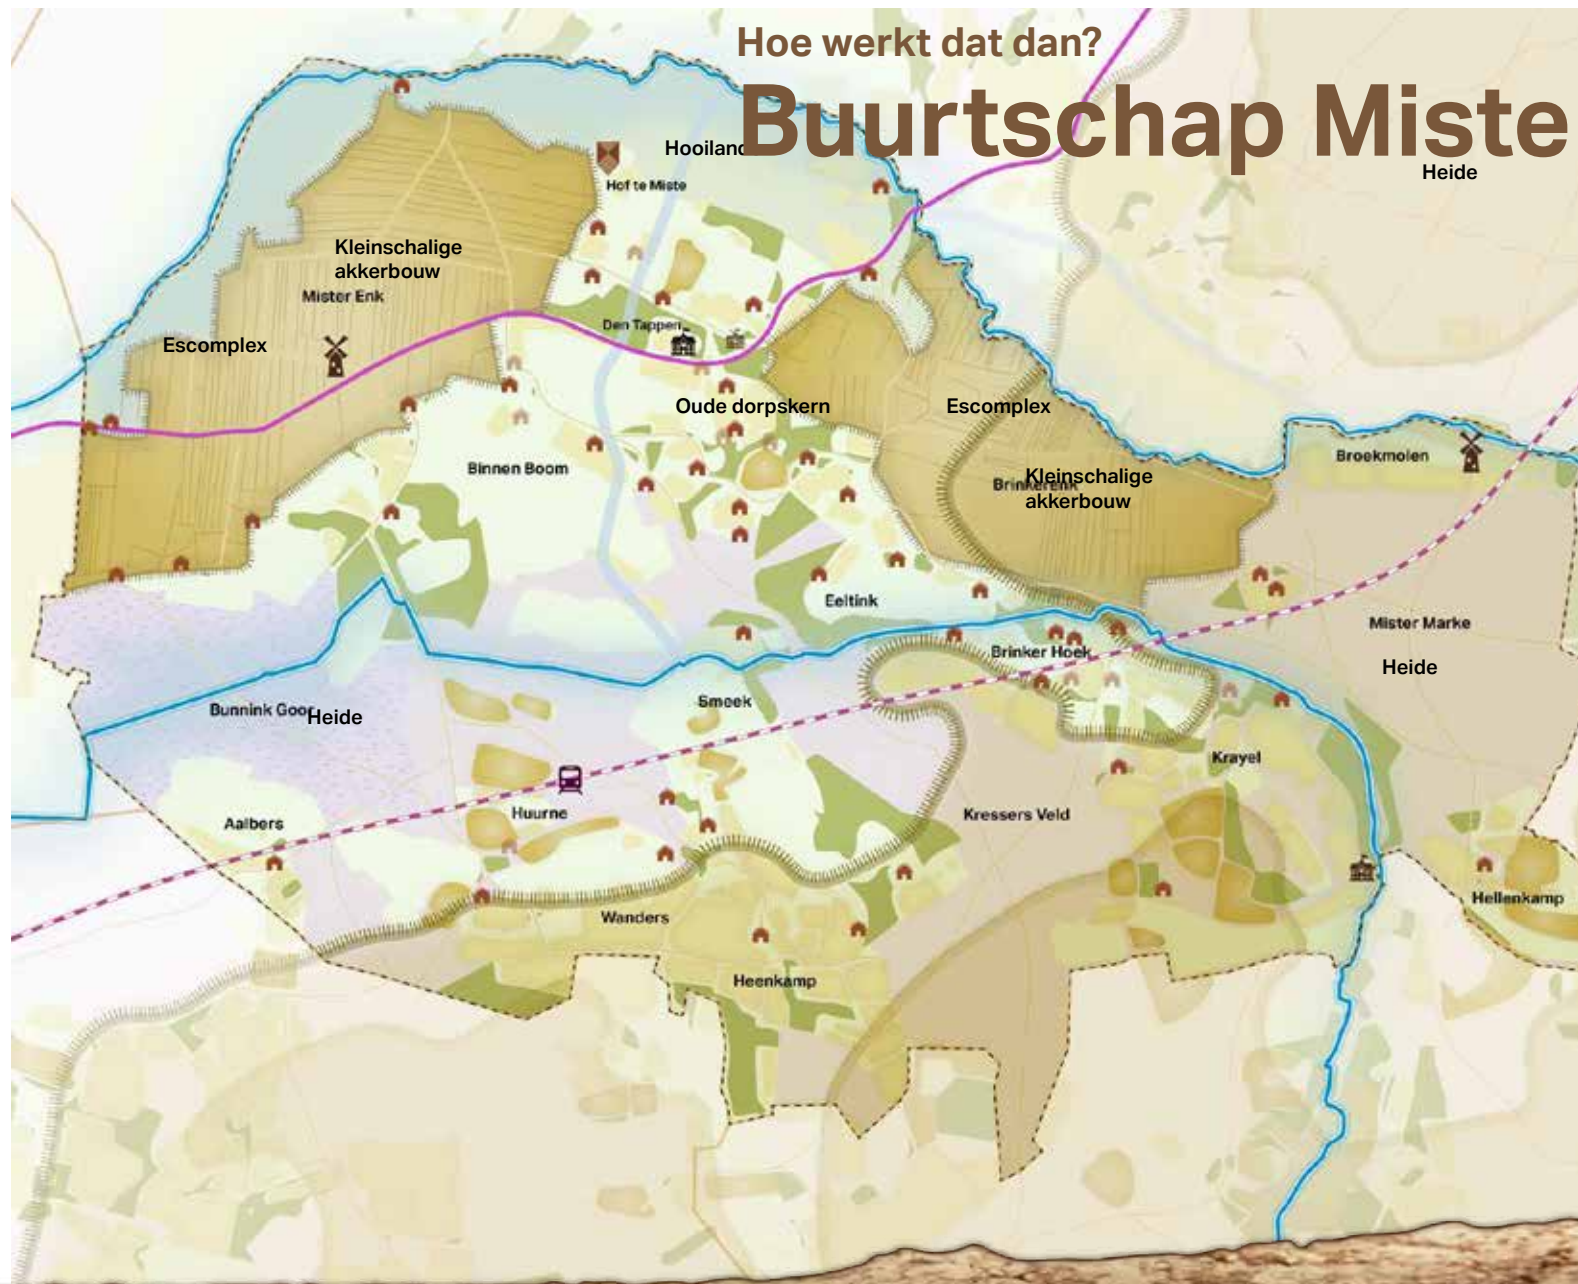 Hoe werkt dat dan?
Buurtschap Miste
Hooiland
Heide
Hof te Miste
Kleinschalige
akkerbouw
Mister Enk
Den Tappen
Escomplex
Oude dorpskern
Escomplex
Binnen Boom
Broekmolen
Kleinschalige
Brinkerenk
akkerbouw
Eeltink
Mister Marke
Brinker Hoek
Heide
Smeek
Bunnink Goor
Heide
Krayel
Huurne
Kressers Veld
Aalbers
Hellenkamp
Wanders
Heenkamp